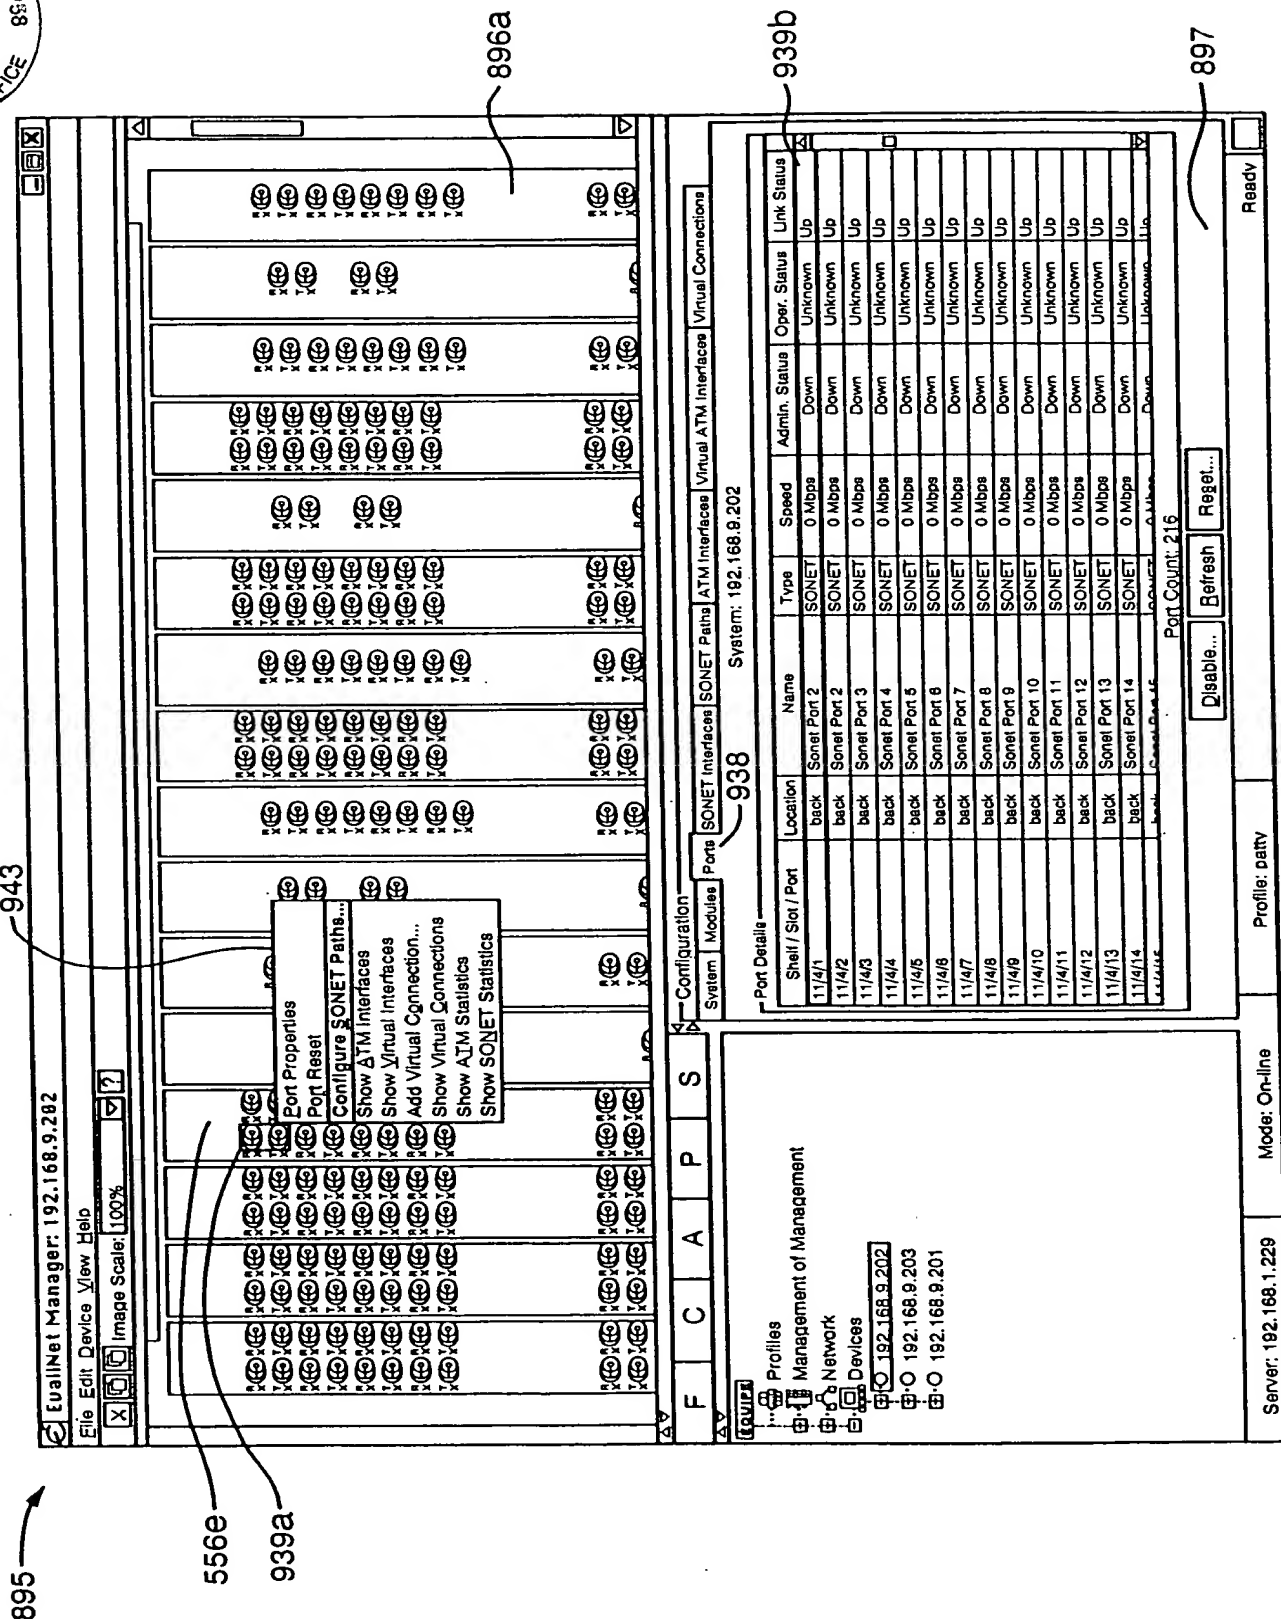 895
943
556e
939a
896a
939b
938
897
EualiNet Manager: 192.168.9.202
File Edit Device View Help
Image Scale: 100%
Port Properties
Port Reset
Configure SONET Paths...
Show ATM Interfaces
Show Virtual Interfaces
Add Virtual Connection...
Show Virtual Connections
Show ATM Statistics
Show SONET Statistics
F C A P S
EQUIPE
Profiles
Management of Management
Network
Devices
192.168.9.202
192.168.9.203
192.168.9.201
Configuration
System Modules Ports SONET Interfaces SONET Paths ATM Interfaces Virtual ATM Interfaces Virtual Connections
System: 192.168.9.202
Port Details
Shelf / Slot / Port Location Name Type Speed Admin. Status Oper. Status Link Status
11/4/1 back Sonet Port 2 SONET 0 Mbps Down Unknown Up
11/4/2 back Sonet Port 2 SONET 0 Mbps Down Unknown Up
11/4/3 back Sonet Port 3 SONET 0 Mbps Down Unknown Up
11/4/4 back Sonet Port 4 SONET 0 Mbps Down Unknown Up
11/4/5 back Sonet Port 5 SONET 0 Mbps Down Unknown Up
11/4/6 back Sonet Port 6 SONET 0 Mbps Down Unknown Up
11/4/7 back Sonet Port 7 SONET 0 Mbps Down Unknown Up
11/4/8 back Sonet Port 8 SONET 0 Mbps Down Unknown Up
11/4/9 back Sonet Port 9 SONET 0 Mbps Down Unknown Up
11/4/10 back Sonet Port 10 SONET 0 Mbps Down Unknown Up
11/4/11 back Sonet Port 11 SONET 0 Mbps Down Unknown Up
11/4/12 back Sonet Port 12 SONET 0 Mbps Down Unknown Up
11/4/13 back Sonet Port 13 SONET 0 Mbps Down Unknown Up
11/4/14 back Sonet Port 14 SONET 0 Mbps Down Unknown Up
Port Count: 216
Disable... Refresh Reset...
Server: 192.168.1.229 Mode: On-line Profile: patty Ready